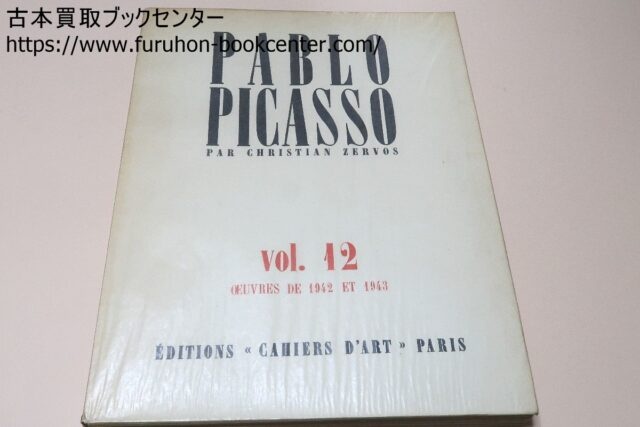 古本買取ブックセンター
https://www.furuhon-bookcenter.com/
PABLO
PICASSO
PAR CHRISTIAN ZERVOS
vol. 12
ŒUVRES DE 1942 ET 1943
ÉDITIONS « CAHIERS D'ART » PARIS